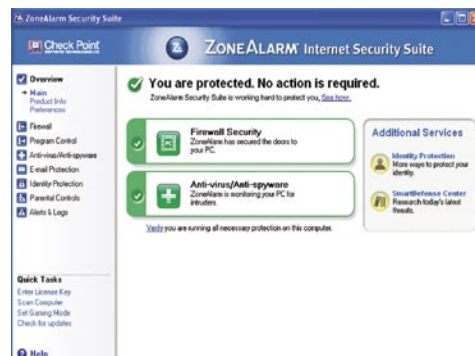 ZoneAlarm Security Suite
Check Point
SOFTWARE TECHNOLOGIES LTD.
ZONEALARM® Internet Security Suite
Overview
Main
Product Info
Preferences
Firewall
Program Control
Anti-virus/Anti-spyware
E-mail Protection
Identity Protection
Parental Controls
Alerts & Logs
Quick Tasks
Enter License Key
Scan Computer
Set Gaming Mode
Check for updates
Help
You are protected. No action is required.
ZoneAlarm Security Suite is working hard to protect you, See how.
Firewall Security
ZoneAlarm has secured the doors to
your PC.
Anti-virus/Anti-spyware
ZoneAlarm is monitoring your PC for
intruders.
Verify you are running all necessary protection on this computer.
Additional Services
Identity Protection
More ways to protect your
identity.
SmartDefense Center
Research today's latest
threats.